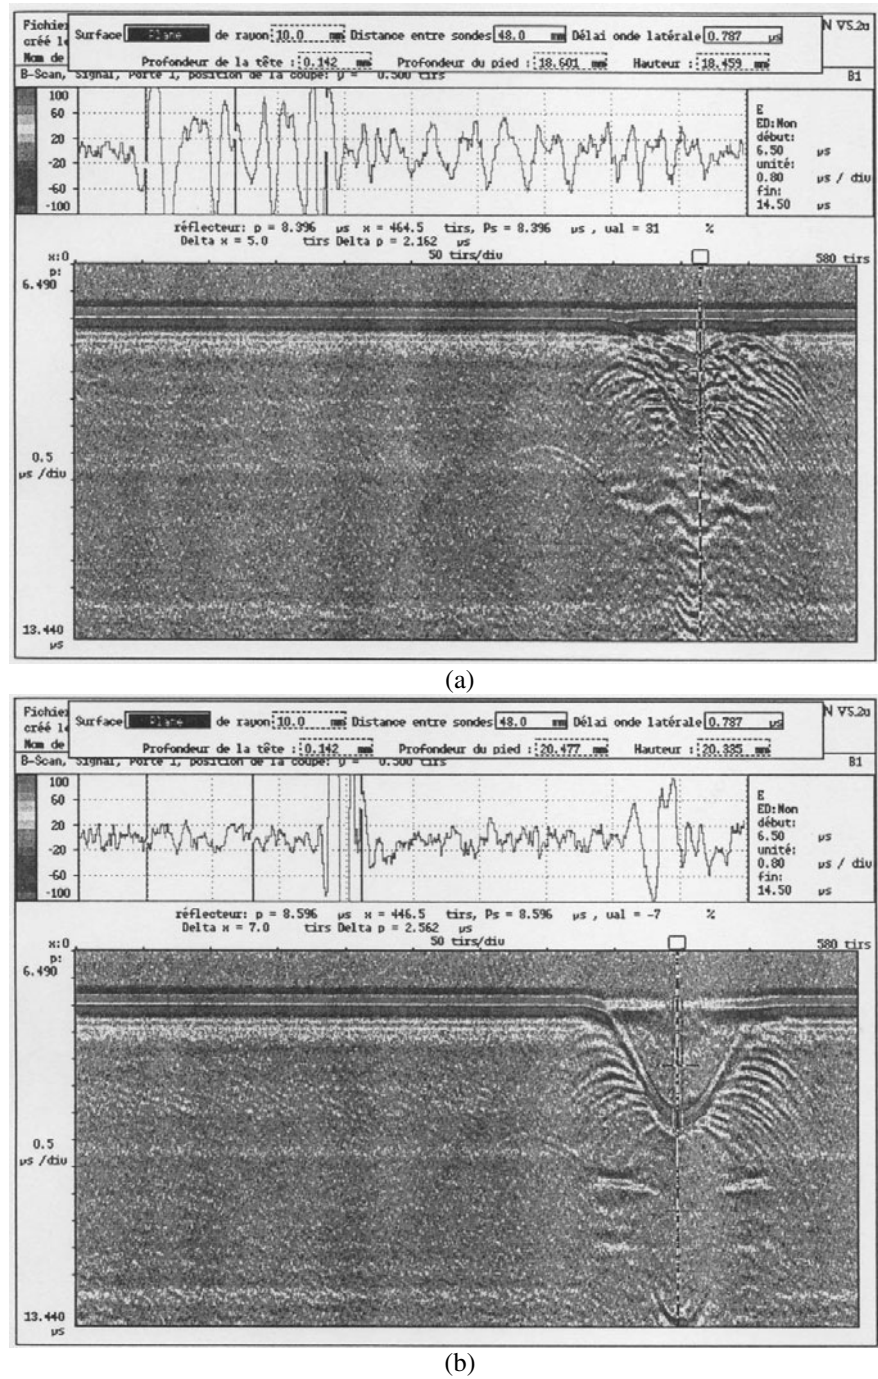 Fichier
créé le
Nom de
Surface Plane de rayon 10.0 mm Distance entre sondes 48.0 mm Délai onde latérale 0.787 µs
Profondeur de la tête : 0.142 mm Profondeur du pied : 18.601 mm Hauteur : 18.459 mm
N V5.2u
B-Scan, Signal, Porte 1, position de la coupe: p = 0.500 tirs
B1
100
60
20
-20
-60
-100
E
ED:Non
début:
6.50 µs
unité:
0.80 µs / div
fin:
14.50 µs
réflecteur: p = 8.396 µs x = 464.5 tirs, Ps = 8.396 µs , val = 31 %
Delta x = 5.0 tirs Delta p = 2.162 µs
x:0 50 tirs/div 580 tirs
p:
6.490
0.5
µs /div
13.440
µs
(a)
Fichier
créé le
Nom de
Surface Plane de rayon 10.0 mm Distance entre sondes 48.0 mm Délai onde latérale 0.787 µs
Profondeur de la tête : 0.142 mm Profondeur du pied : 20.477 mm Hauteur : 20.335 mm
N V5.2u
B-Scan, Signal, Porte 1, position de la coupe: p = 0.500 tirs
B1
100
60
20
-20
-60
-100
E
ED:Non
début:
6.50 µs
unité:
0.80 µs / div
fin:
14.50 µs
réflecteur: p = 8.596 µs x = 446.5 tirs, Ps = 8.596 µs , val = -7 %
Delta x = 7.0 tirs Delta p = 2.562 µs
x:0 50 tirs/div 580 tirs
p:
6.490
0.5
µs /div
13.440
µs
(b)